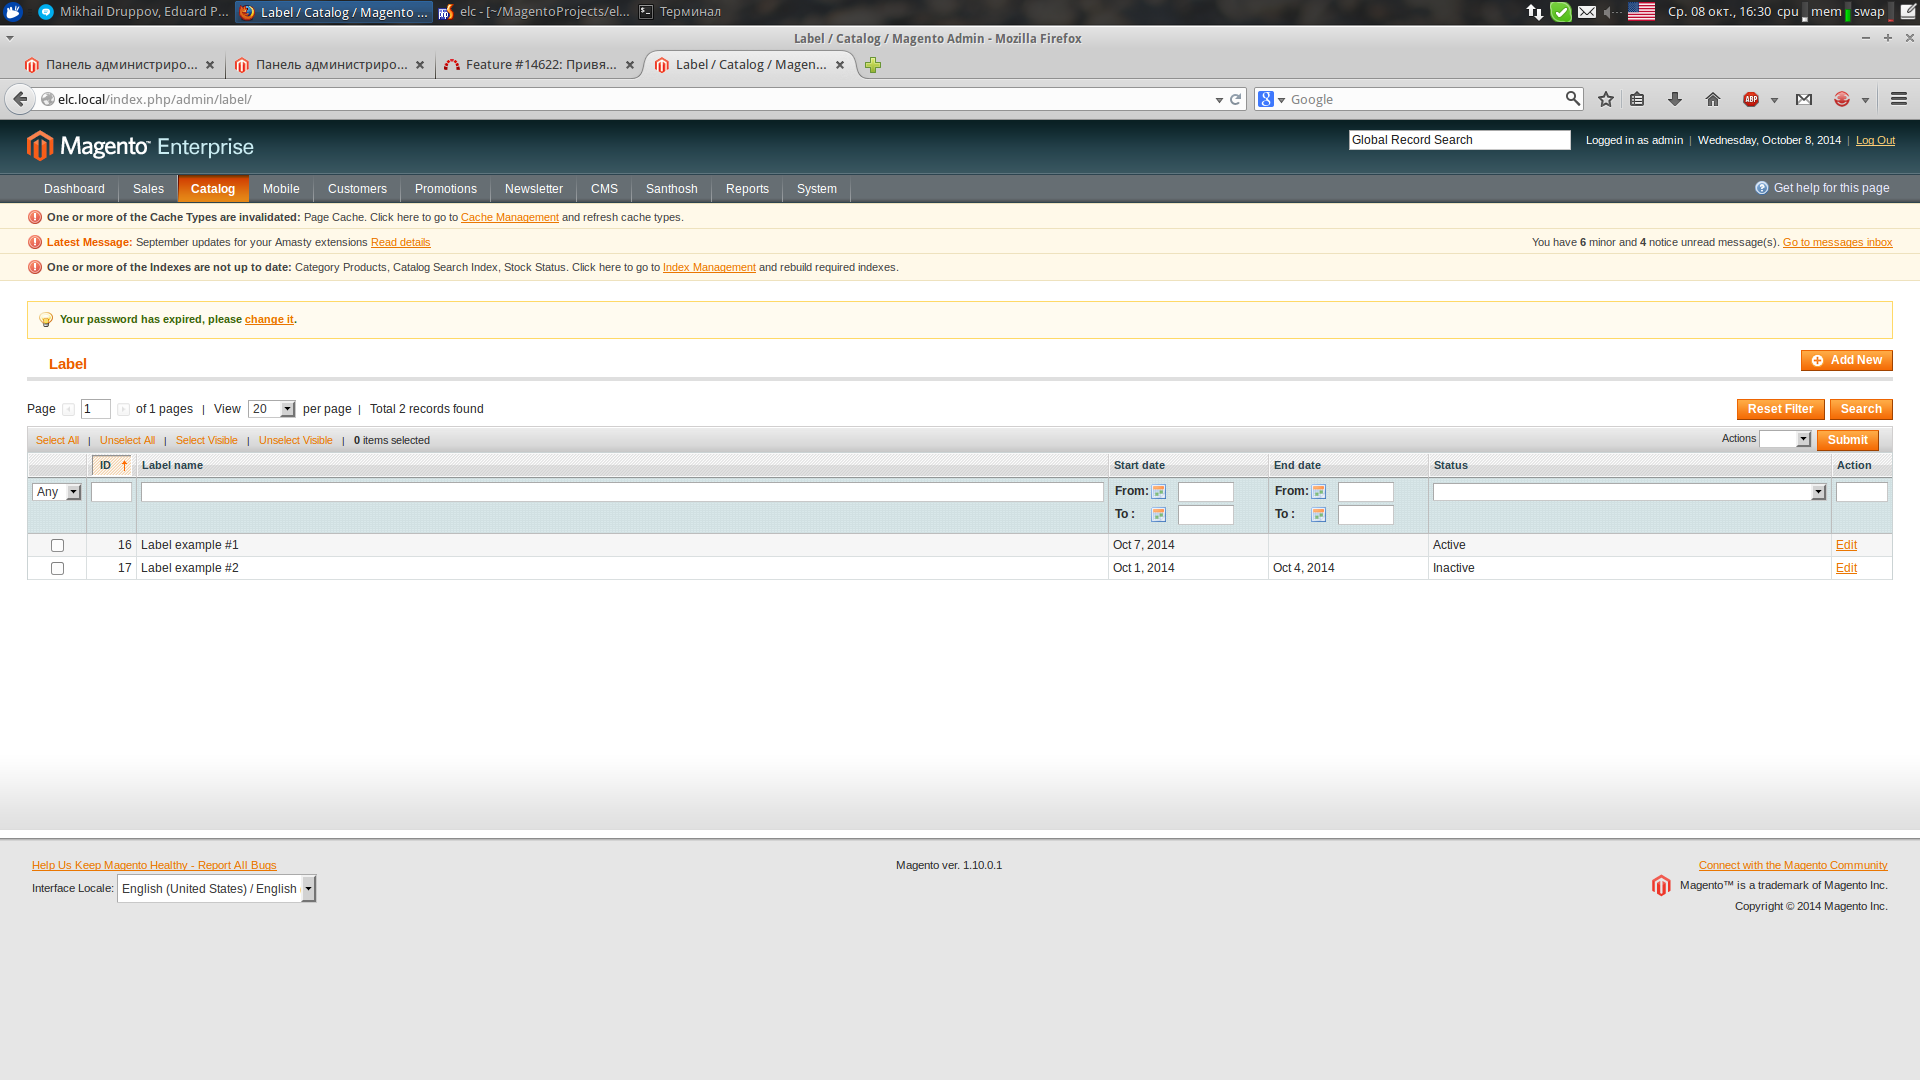 Mikhail Druppov, Eduard P... Label / Catalog / Magento ... elc - [~/MagentoProjects/el... Терминал Ср. 08 окт., 16:30 cpu mem swap
Label / Catalog / Magento Admin - Mozilla Firefox
Панель администриро... Панель администриро... Feature #14622: Привя... Label / Catalog / Magen...
elc.local/index.php/admin/label/ Google ABP
Magento Enterprise Global Record Search Logged in as admin | Wednesday, October 8, 2014 | Log Out
Dashboard Sales Catalog Mobile Customers Promotions Newsletter CMS Santhosh Reports System Get help for this page
One or more of the Cache Types are invalidated: Page Cache. Click here to go to Cache Management and refresh cache types.
Latest Message: September updates for your Amasty extensions Read details You have 6 minor and 4 notice unread message(s). Go to messages inbox
One or more of the Indexes are not up to date: Category Products, Catalog Search Index, Stock Status. Click here to go to Index Management and rebuild required indexes.
Your password has expired, please change it.
Label Add New
Page 1 of 1 pages | View 20 per page | Total 2 records found Reset Filter Search
Select All | Unselect All | Select Visible | Unselect Visible | 0 items selected Actions Submit
ID Label name Start date End date Status Action
Any From: From:
To : To :
16 Label example #1 Oct 7, 2014 Active Edit
17 Label example #2 Oct 1, 2014 Oct 4, 2014 Inactive Edit
Help Us Keep Magento Healthy - Report All Bugs Magento ver. 1.10.0.1 Connect with the Magento Community
Interface Locale: English (United States) / English Magento™ is a trademark of Magento Inc.
Copyright © 2014 Magento Inc.